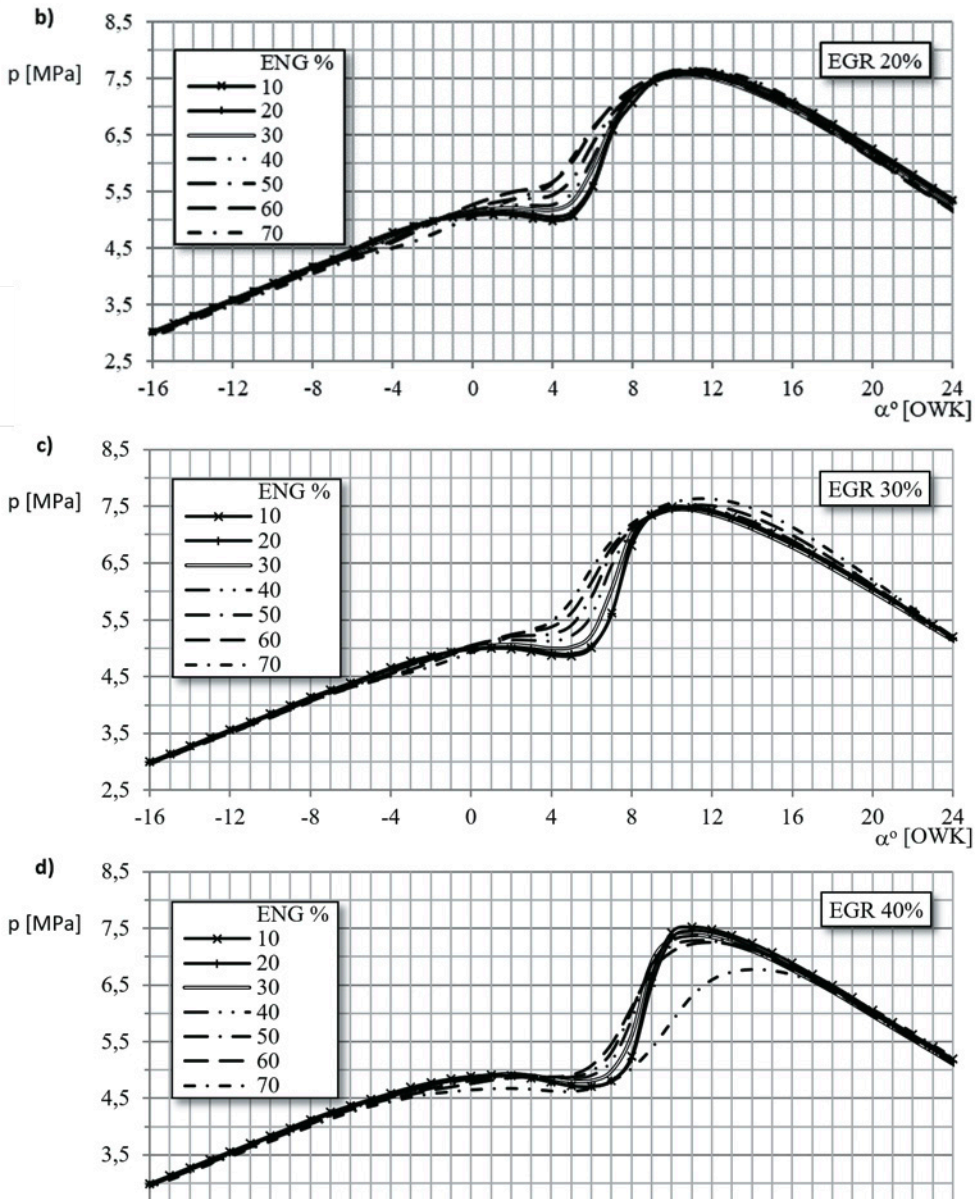 b)
8,5
p [MPa]
7,5
6,5
5,5
4,5
3,5
2,5
ENG %
10
20
30
40
50
60
70
EGR 20%
-16 -12 -8 -4 0 4 8 12 16 20 24
α° [OWK]
c)
8,5
p [MPa]
7,5
6,5
5,5
4,5
3,5
2,5
ENG %
10
20
30
40
50
60
70
EGR 30%
-16 -12 -8 -4 0 4 8 12 16 20 24
α° [OWK]
d)
8,5
p [MPa]
7,5
6,5
5,5
4,5
3,5
ENG %
10
20
30
40
50
60
70
EGR 40%